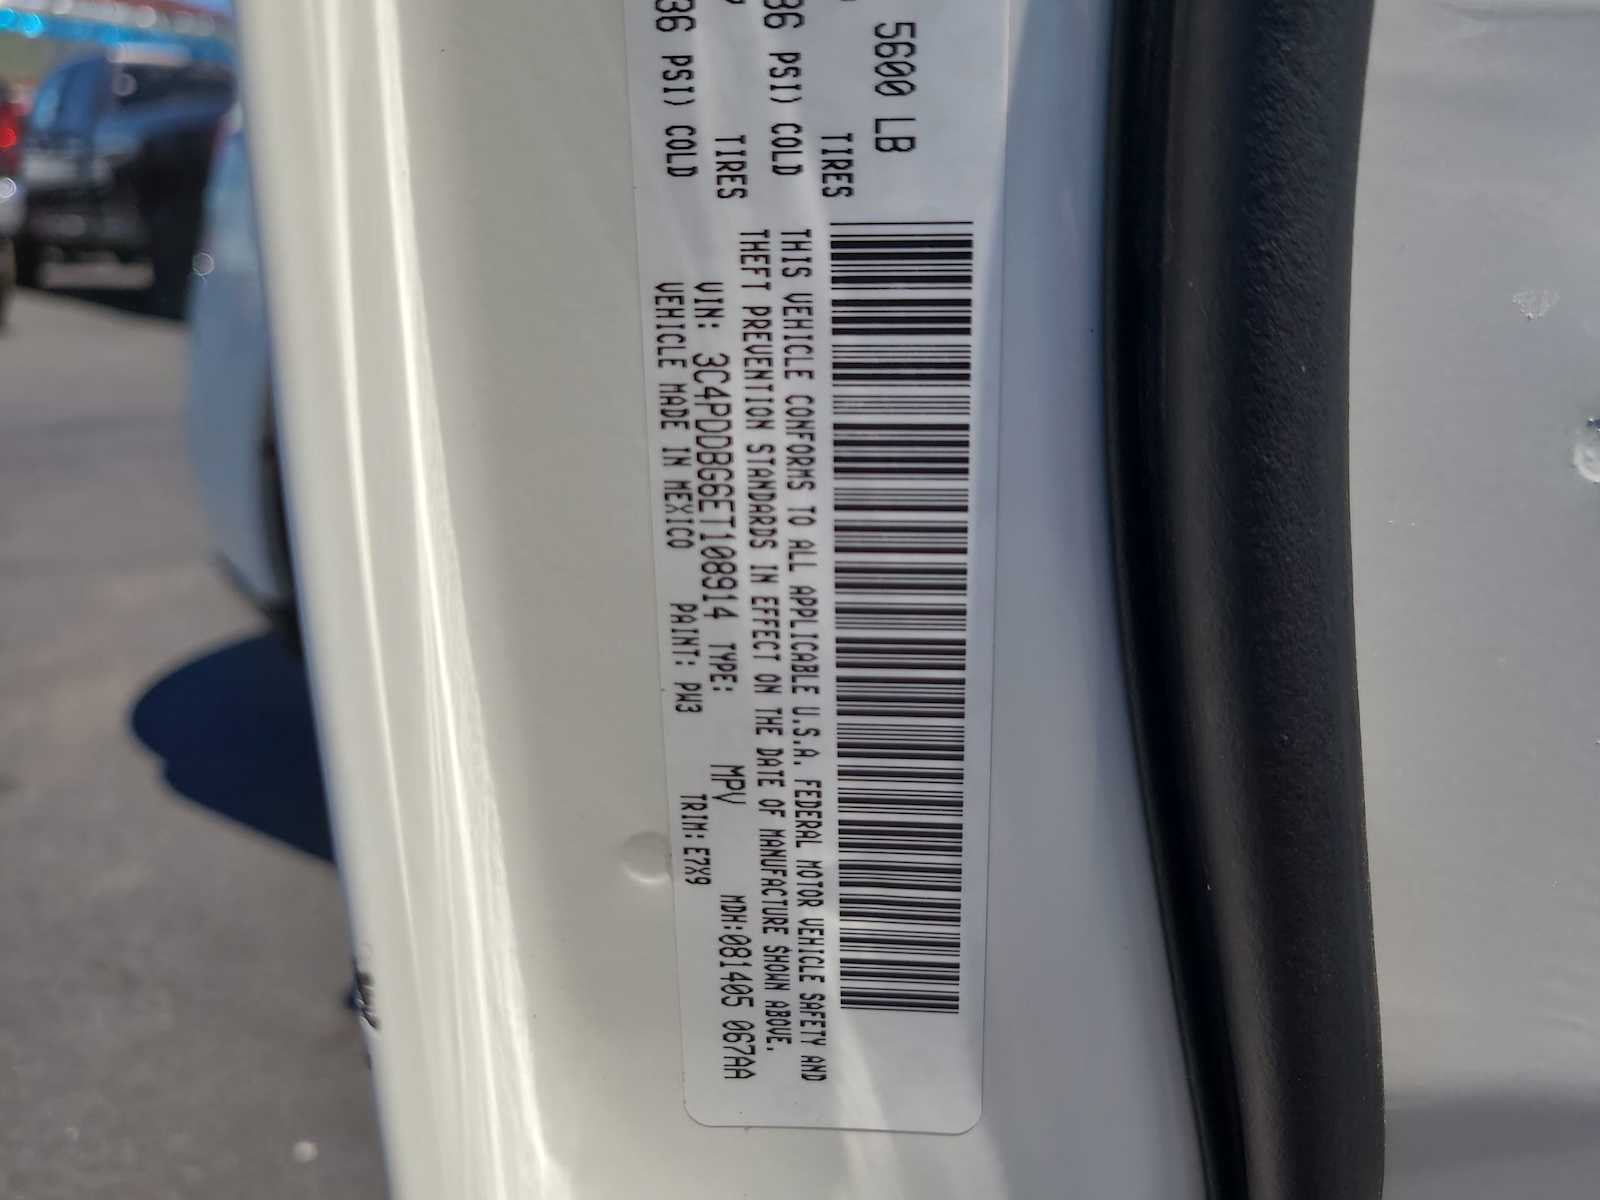 5600 LB
TIRES
36 PSI) COLD
TIRES
36 PSI) COLD
THIS VEHICLE CONFORMS TO ALL APPLICABLE U.S.A. FEDERAL MOTOR VEHICLE SAFETY AND
THEFT PREVENTION STANDARDS IN EFFECT ON THE DATE OF MANUFACTURE SHOWN ABOVE.
VIN: 3C4PDDBG6ET108914 TYPE: MPV MDH:081405 067AA
VEHICLE MADE IN MEXICO PAINT: PW3 TRIM: E7X9